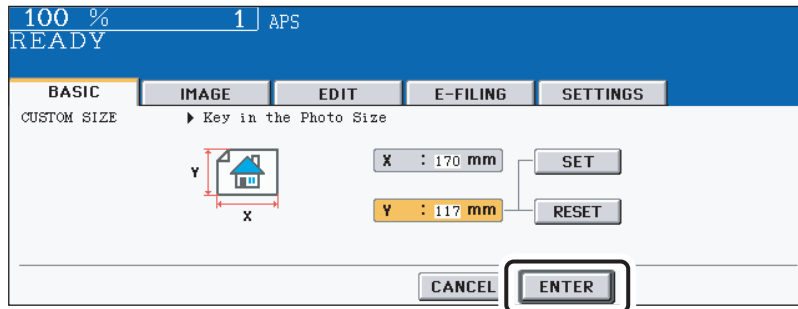 100 % 1 APS
READY
BASIC IMAGE EDIT E-FILING SETTINGS
CUSTOM SIZE Key in the Photo Size
Y X : 170 mm SET
X Y : 117 mm RESET
CANCEL ENTER